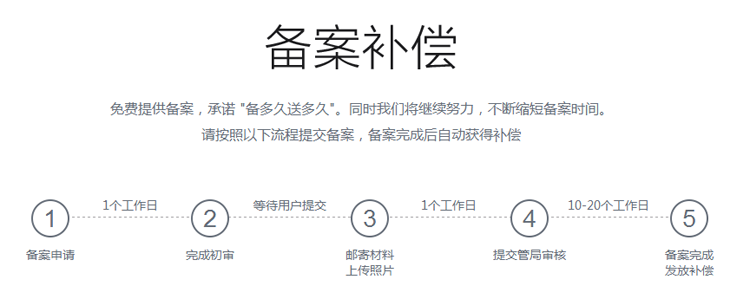 备案补偿
免费提供备案，承诺 "备多久送多久"。同时我们将继续努力，不断缩短备案时间。
请按照以下流程提交备案，备案完成后自动获得补偿
1个工作日 等待用户提交 1个工作日 10-20个工作日
1 2 3 4 5
备案申请 完成初审 邮寄材料 提交管局审核 备案完成
上传照片 发放补偿